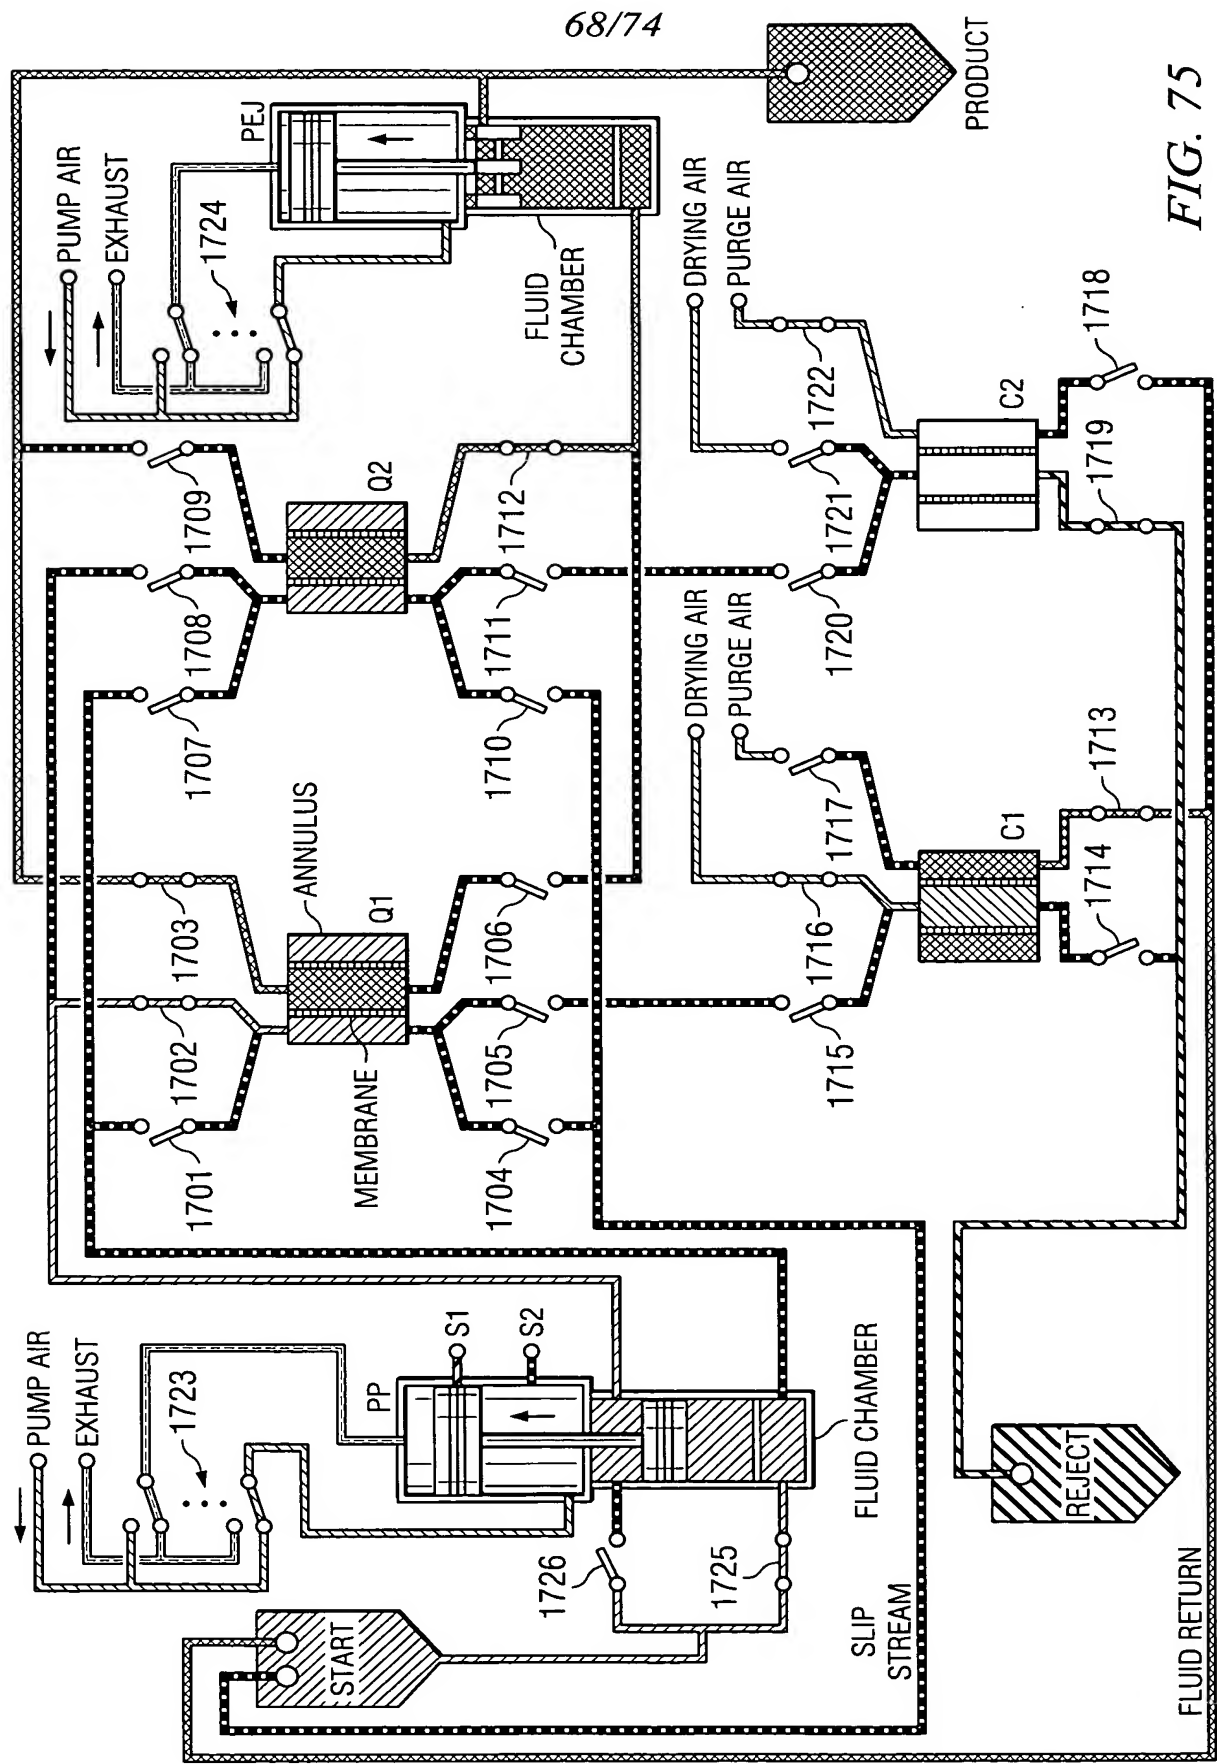 68/74
PUMP AIR
EXHAUST
1724
PEJ
FLUID
CHAMBER
PRODUCT
1709
1708
1707
Q2
1712
1711
1710
DRYING AIR
PURGE AIR
1722
1721
1720
C2
1718
1719
ANNULUS
1703
1702
1701
Q1
MEMBRANE
1706
1705
1704
DRYING AIR
PURGE AIR
1717
1716
1715
C1
1713
1714
PUMP AIR
EXHAUST
1723
PP
S1
S2
FLUID CHAMBER
1726
1725
START
SLIP
STREAM
REJECT
FLUID RETURN
FIG. 75